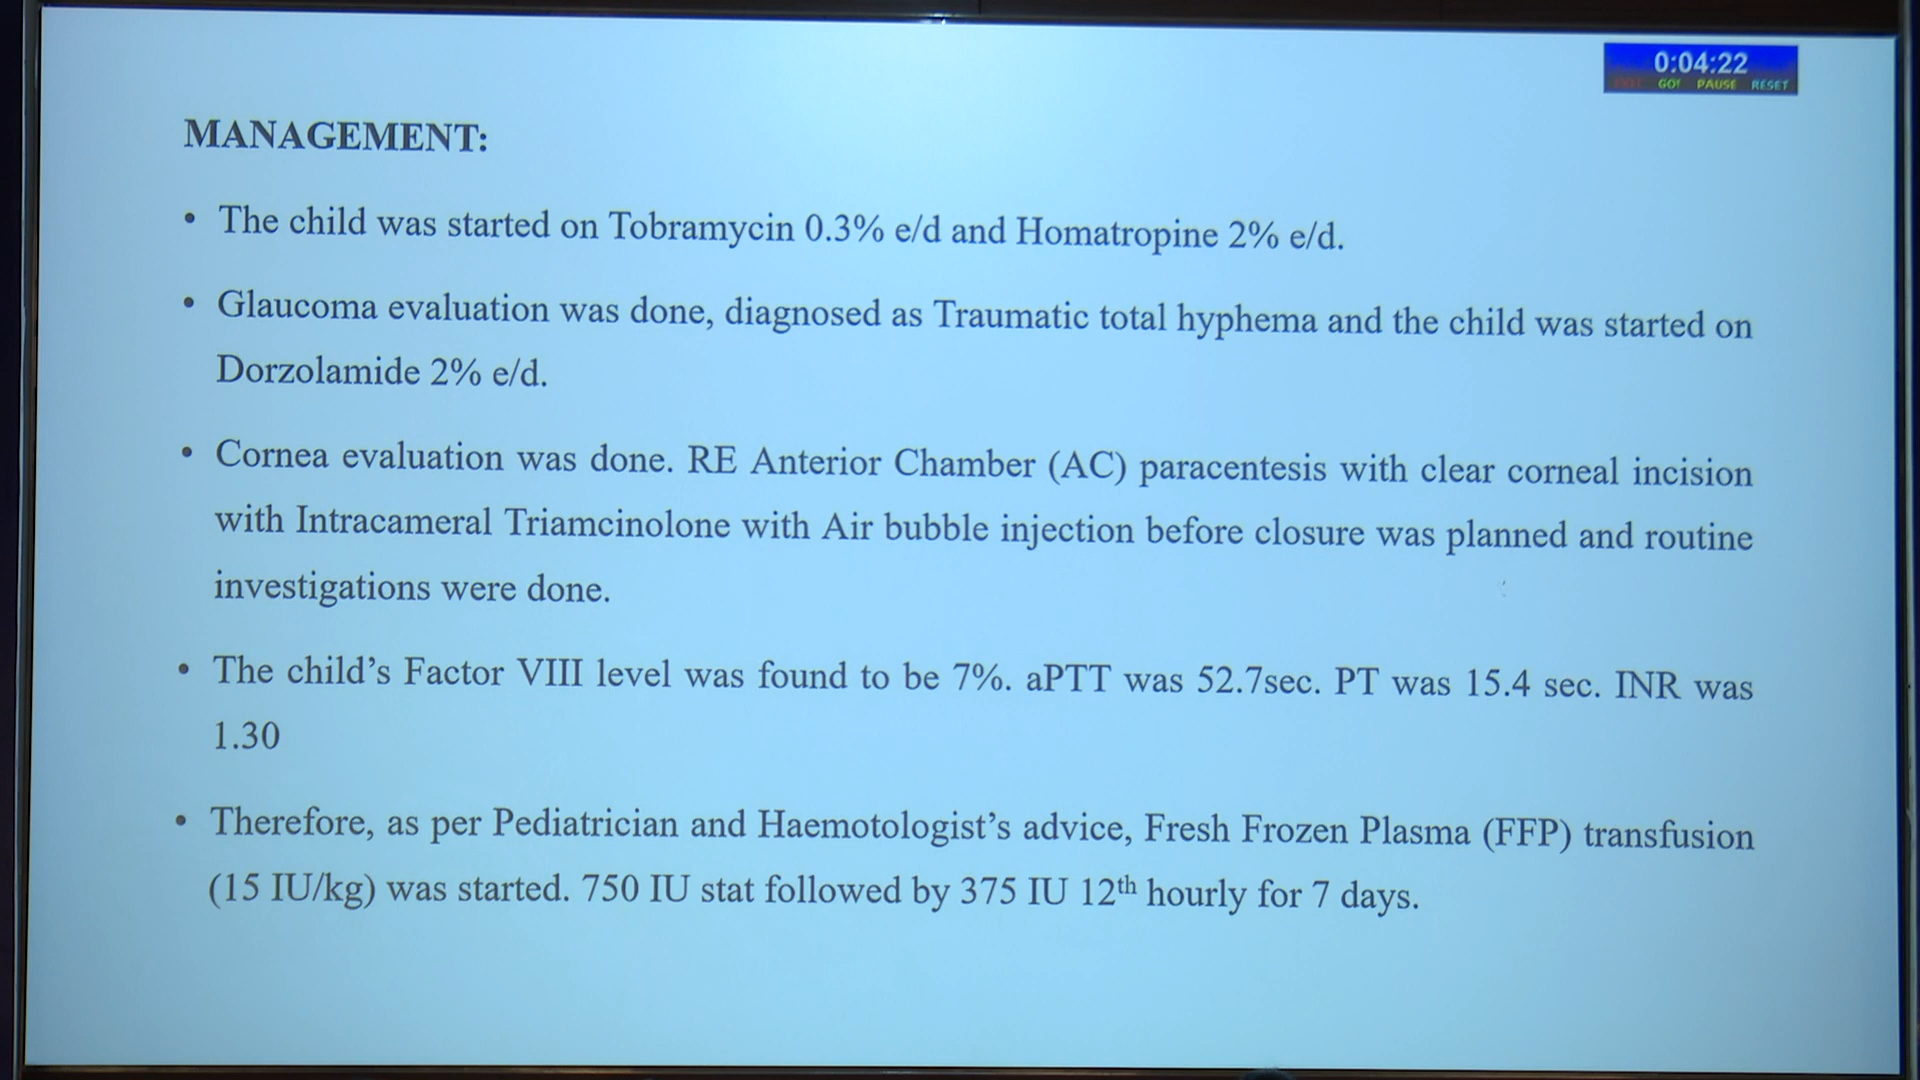 0:04:22
GO! PAUSE RESET
MANAGEMENT:
• The child was started on Tobramycin 0.3% e/d and Homatropine 2% e/d.
• Glaucoma evaluation was done, diagnosed as Traumatic total hyphema and the child was started on
Dorzolamide 2% e/d.
• Cornea evaluation was done. RE Anterior Chamber (AC) paracentesis with clear corneal incision
with Intracameral Triamcinolone with Air bubble injection before closure was planned and routine
investigations were done.
• The child’s Factor VIII level was found to be 7%. aPTT was 52.7sec. PT was 15.4 sec. INR was
1.30
• Therefore, as per Pediatrician and Haemotologist’s advice, Fresh Frozen Plasma (FFP) transfusion
(15 IU/kg) was started. 750 IU stat followed by 375 IU 12th hourly for 7 days.